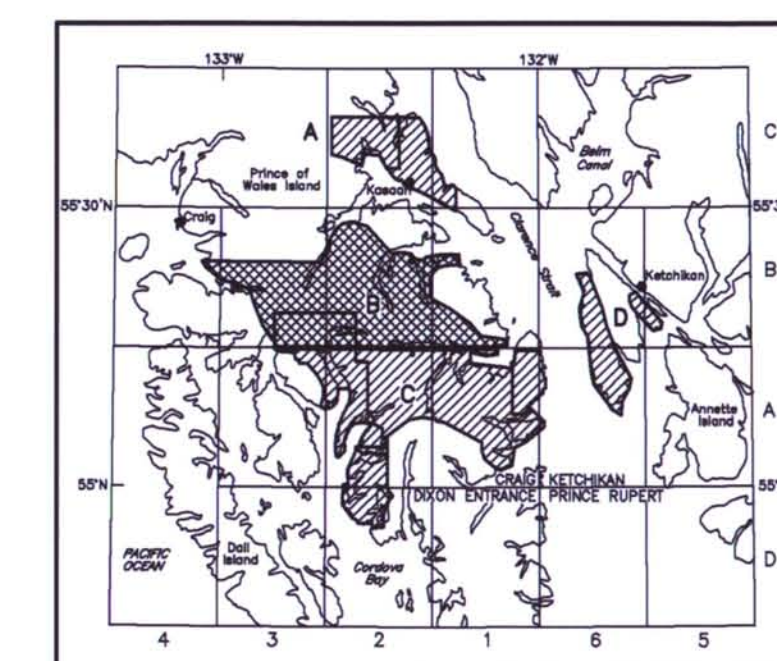 133°W 132°W
A C
Prince of
Wales Island
Kasaan
Behm
Canal
55°30'N 55°3
Craig
Clarence Strait
B
Ketchikan
B D
C A
Annette
Island
CRAIG KETCHIKAN
55°N 55°
DIXON ENTRANCE PRINCE RUPERT
PACIFIC
OCEAN
Dall
Island
Cordova
Bay
D
4 3 2 1 6 5